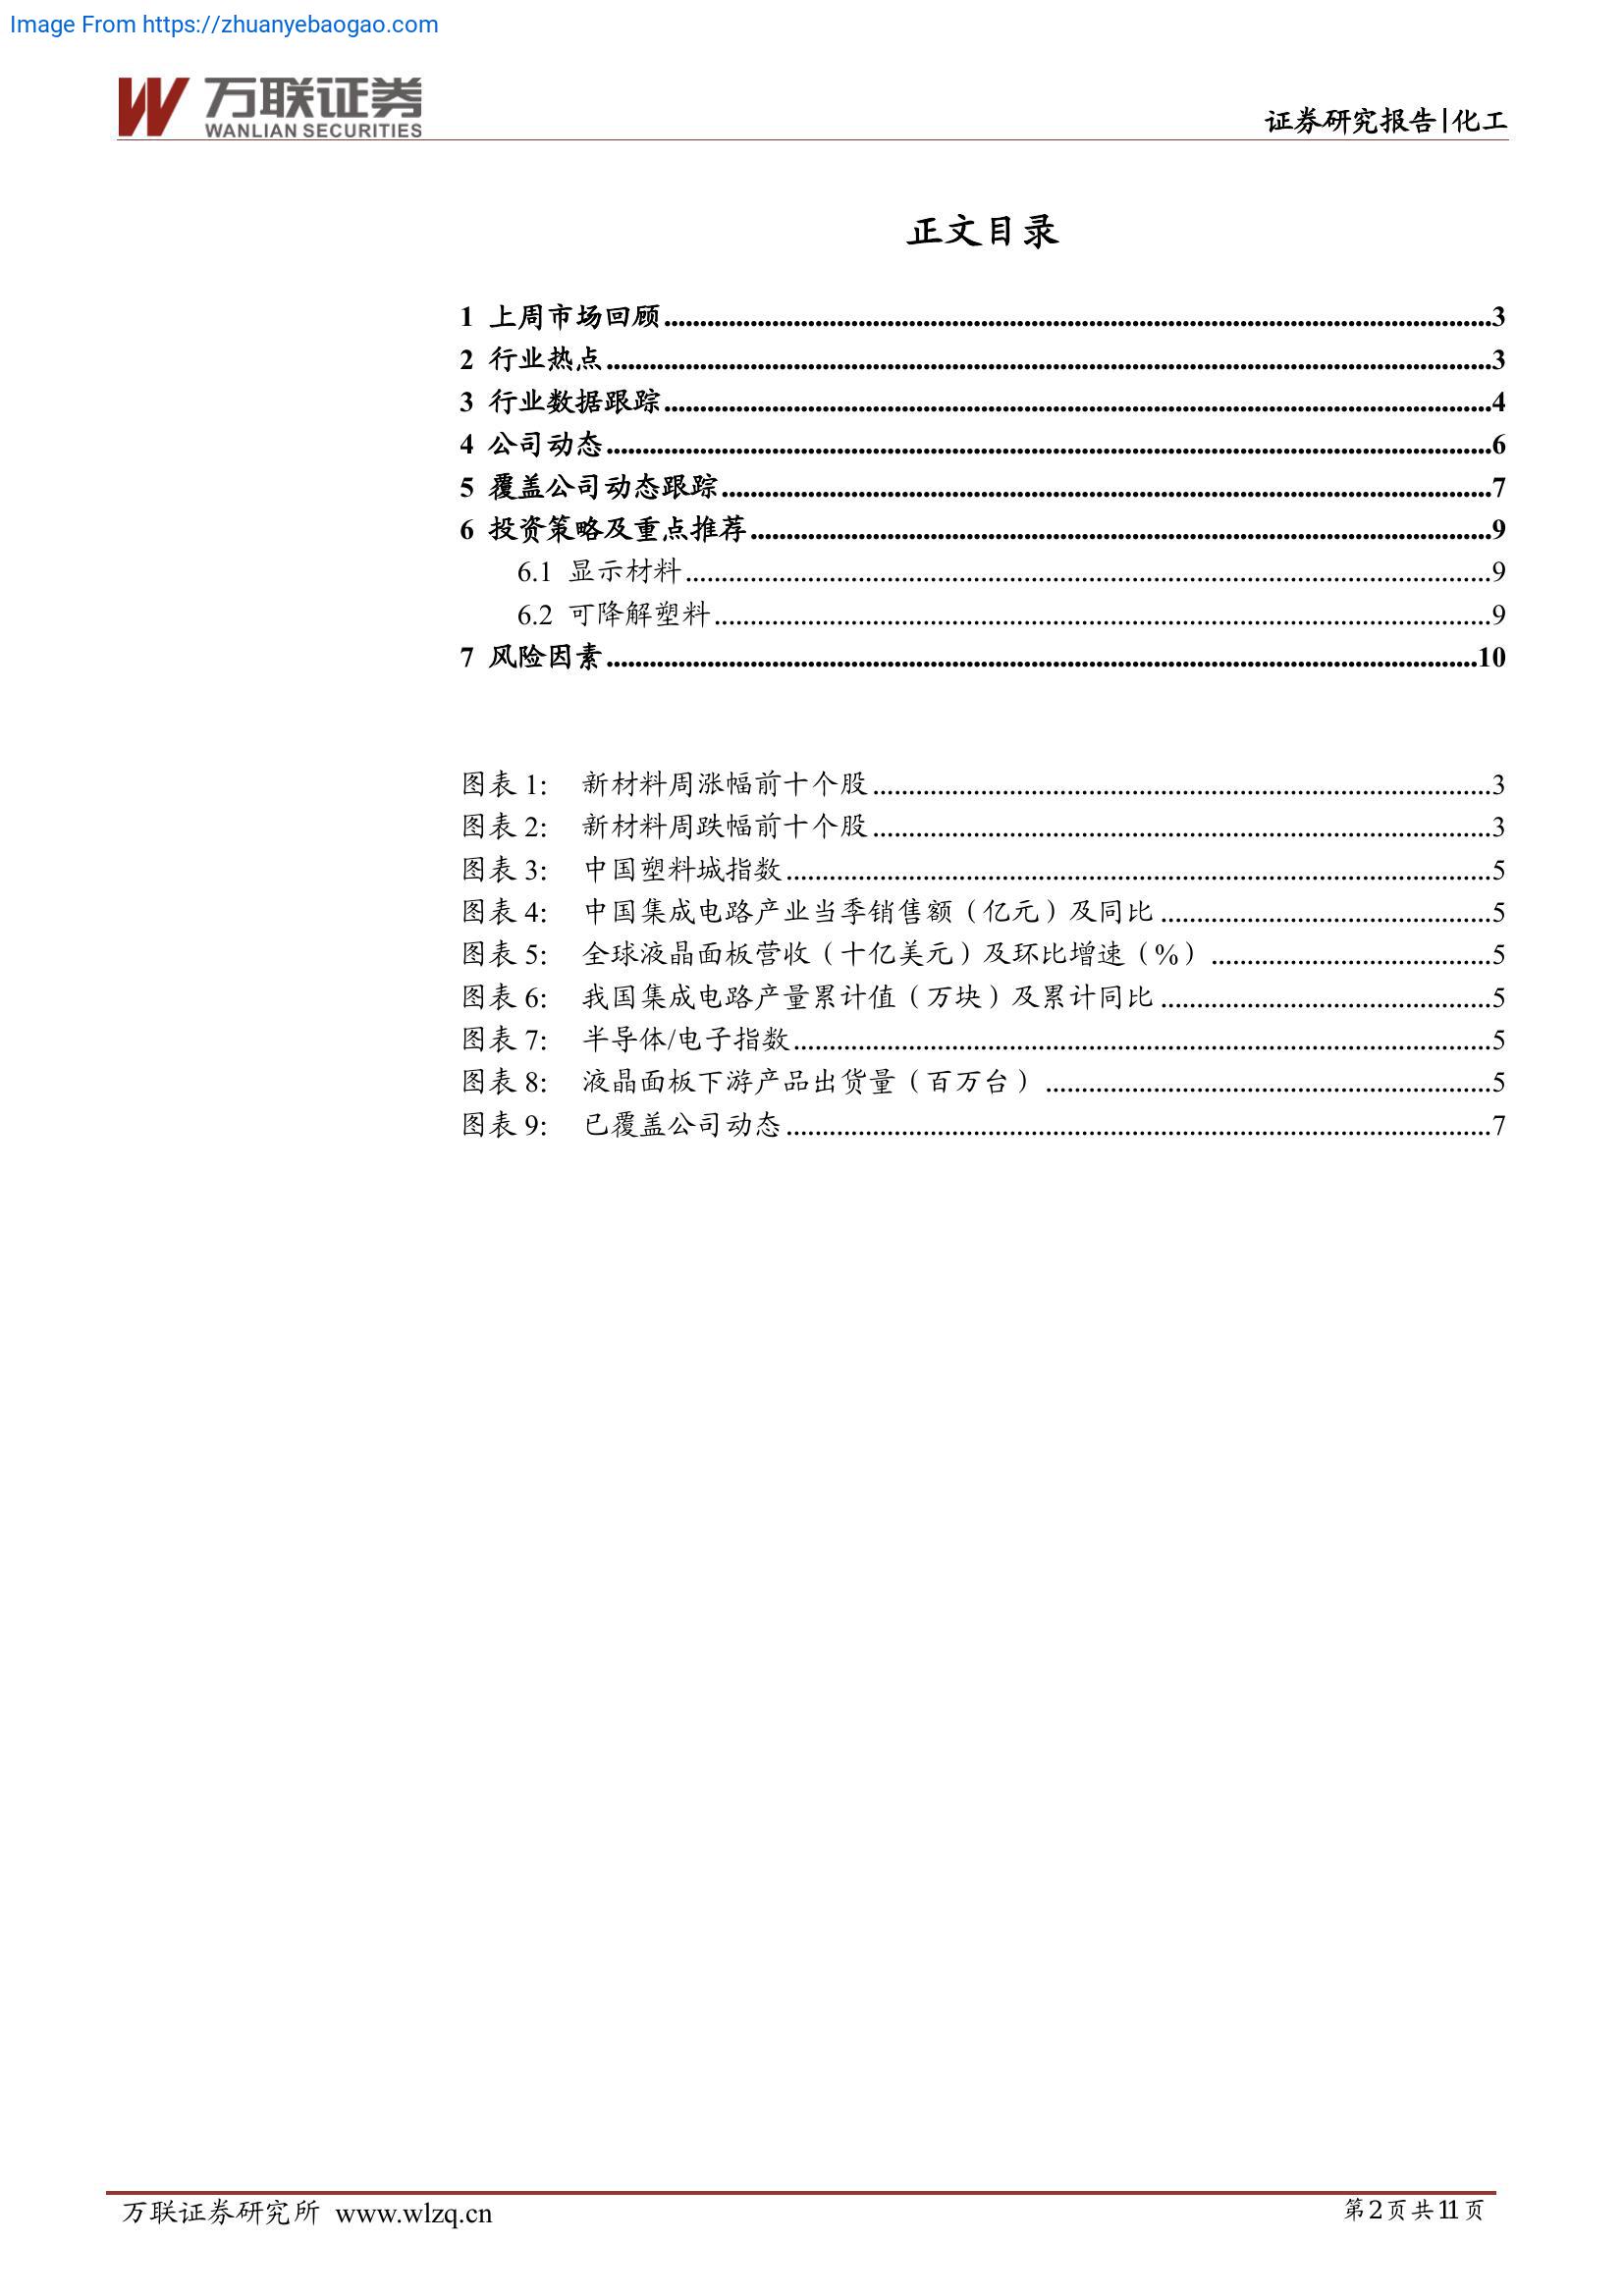 Image From https://zhuanyebaogao.com
万联证券
WANLIAN SECURITIES
证券研究报告|化工
正文目录
1 上周市场回顾........3
2 行业热点........3
3 行业数据跟踪........4
4 公司动态........6
5 覆盖公司动态跟踪........7
6 投资策略及重点推荐........9
6.1 显示材料........9
6.2 可降解塑料........9
7 风险因素........10
图表 1: 新材料周涨幅前十个股........3
图表 2: 新材料周跌幅前十个股........3
图表 3: 中国塑料城指数........5
图表 4: 中国集成电路产业当季销售额（亿元）及同比........5
图表 5: 全球液晶面板营收（十亿美元）及环比增速（%）........5
图表 6: 我国集成电路产量累计值（万块）及累计同比........5
图表 7: 半导体/电子指数........5
图表 8: 液晶面板下游产品出货量（百万台）........5
图表 9: 已覆盖公司动态........7
万联证券研究所 www.wlzq.cn
第2页共11页